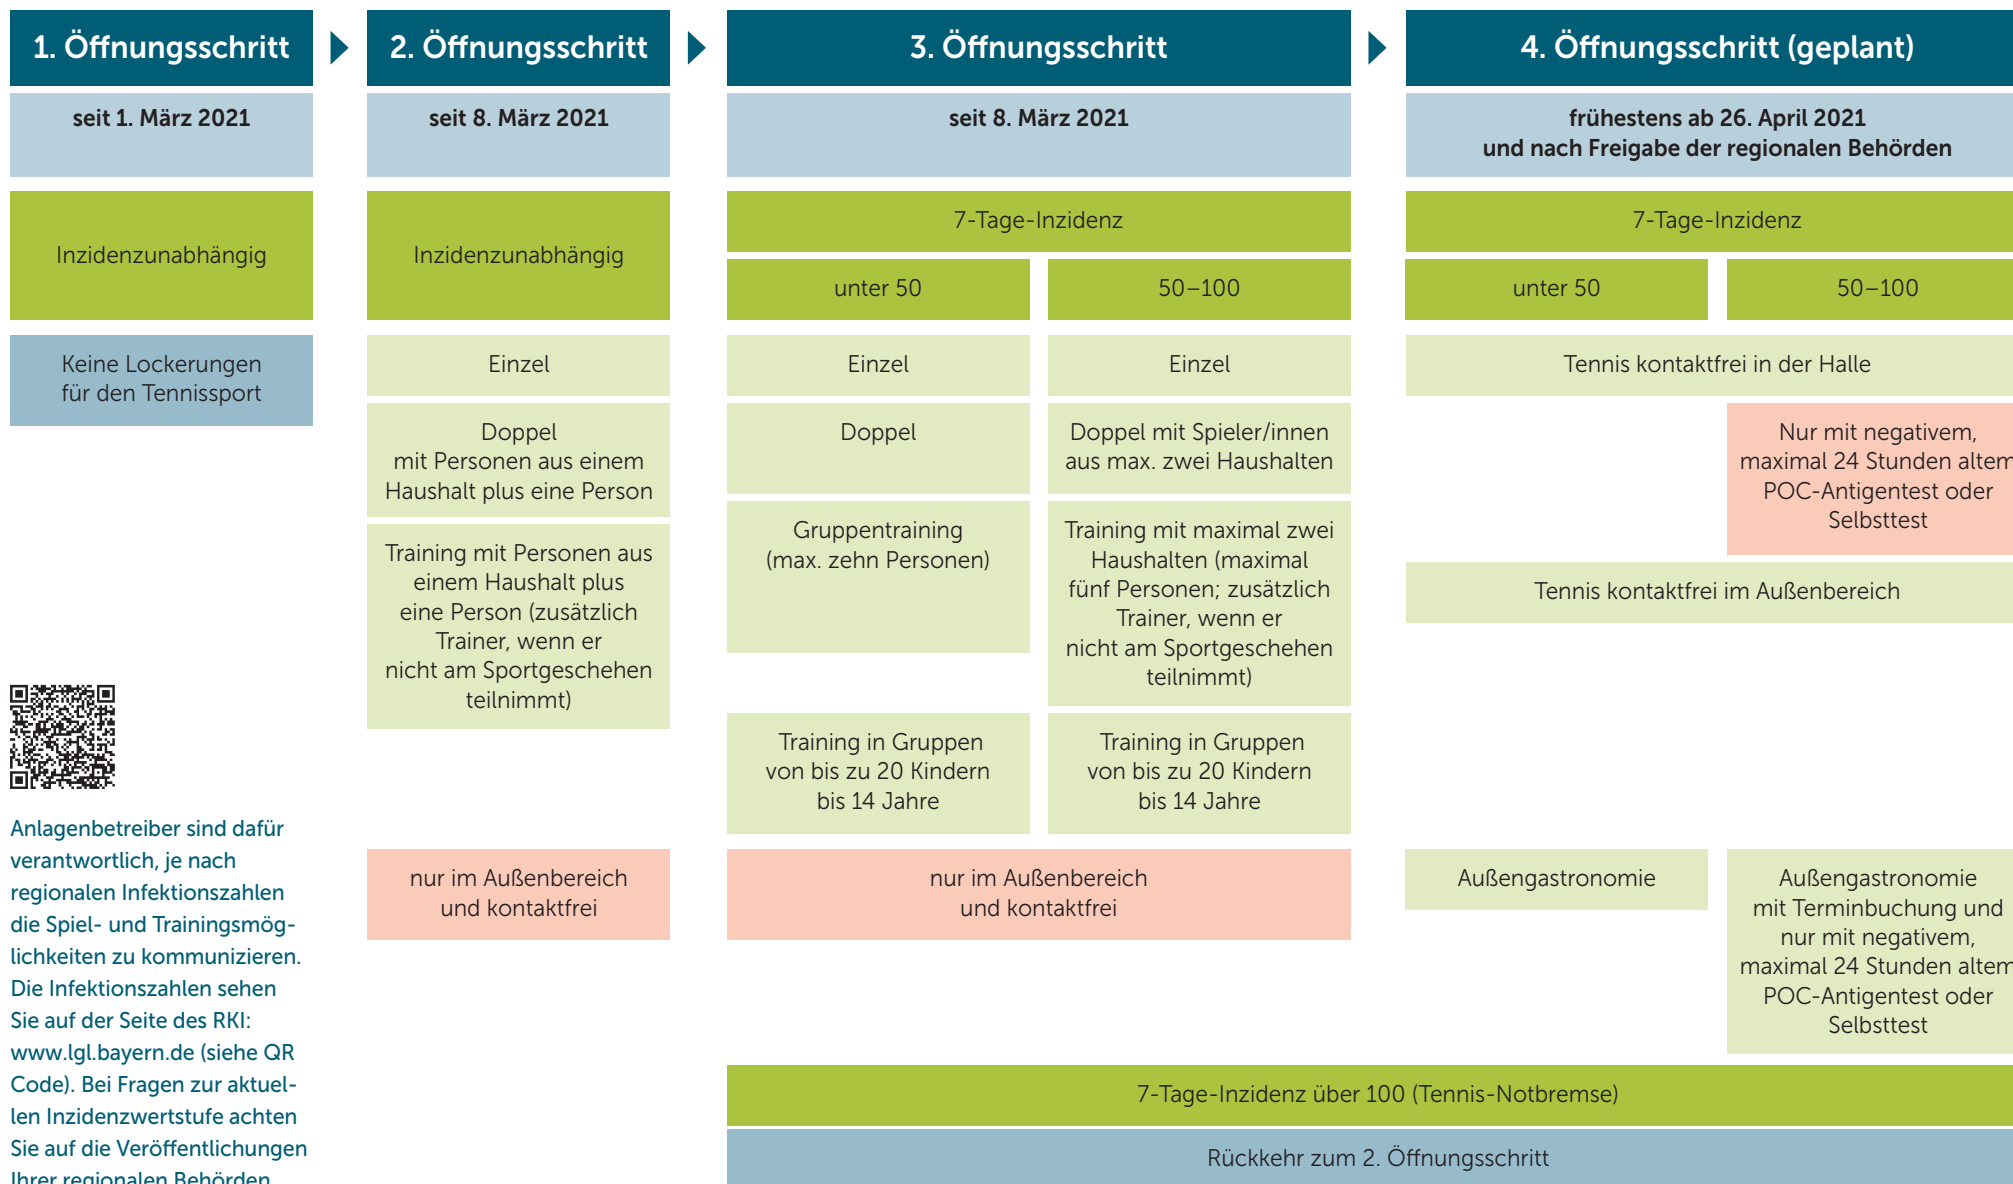 1. Öffnungsschritt
seit 1. März 2021
Inzidenzunabhängig
Keine Lockerungen
für den Tennissport
Anlagenbetreiber sind dafür
verantwortlich, je nach
regionalen Infektionszahlen
die Spiel- und Trainingsmög-
lichkeiten zu kommunizieren.
Die Infektionszahlen sehen
Sie auf der Seite des RKI:
www.lgl.bayern.de (siehe QR
Code). Bei Fragen zur aktuel-
len Inzidenzwertstufe achten
Sie auf die Veröffentlichungen
Ihrer regionalen Behörden
2. Öffnungsschritt
seit 8. März 2021
Inzidenzunabhängig
Einzel
Doppel
mit Personen aus einem
Haushalt plus eine Person
Training mit Personen aus
einem Haushalt plus
eine Person (zusätzlich
Trainer, wenn er
nicht am Sportgeschehen
teilnimmt)
nur im Außenbereich
und kontaktfrei
3. Öffnungsschritt
seit 8. März 2021
7-Tage-Inzidenz
unter 50
Einzel
Doppel
Gruppentraining
(max. zehn Personen)
Training in Gruppen
von bis zu 20 Kindern
bis 14 Jahre
50–100
Einzel
Doppel mit Spieler/innen
aus max. zwei Haushalten
Training mit maximal zwei
Haushalten (maximal
fünf Personen; zusätzlich
Trainer, wenn er
nicht am Sportgeschehen
teilnimmt)
Training in Gruppen
von bis zu 20 Kindern
bis 14 Jahre
nur im Außenbereich
und kontaktfrei
4. Öffnungsschritt (geplant)
frühestens ab 26. April 2021
und nach Freigabe der regionalen Behörden
7-Tage-Inzidenz
unter 50
50–100
Tennis kontaktfrei in der Halle
Nur mit negativem,
maximal 24 Stunden altem
POC-Antigentest oder
Selbsttest
Tennis kontaktfrei im Außenbereich
Außengastronomie
Außengastronomie
mit Terminbuchung und
nur mit negativem,
maximal 24 Stunden altem
POC-Antigentest oder
Selbsttest
7-Tage-Inzidenz über 100 (Tennis-Notbremse)
Rückkehr zum 2. Öffnungsschritt